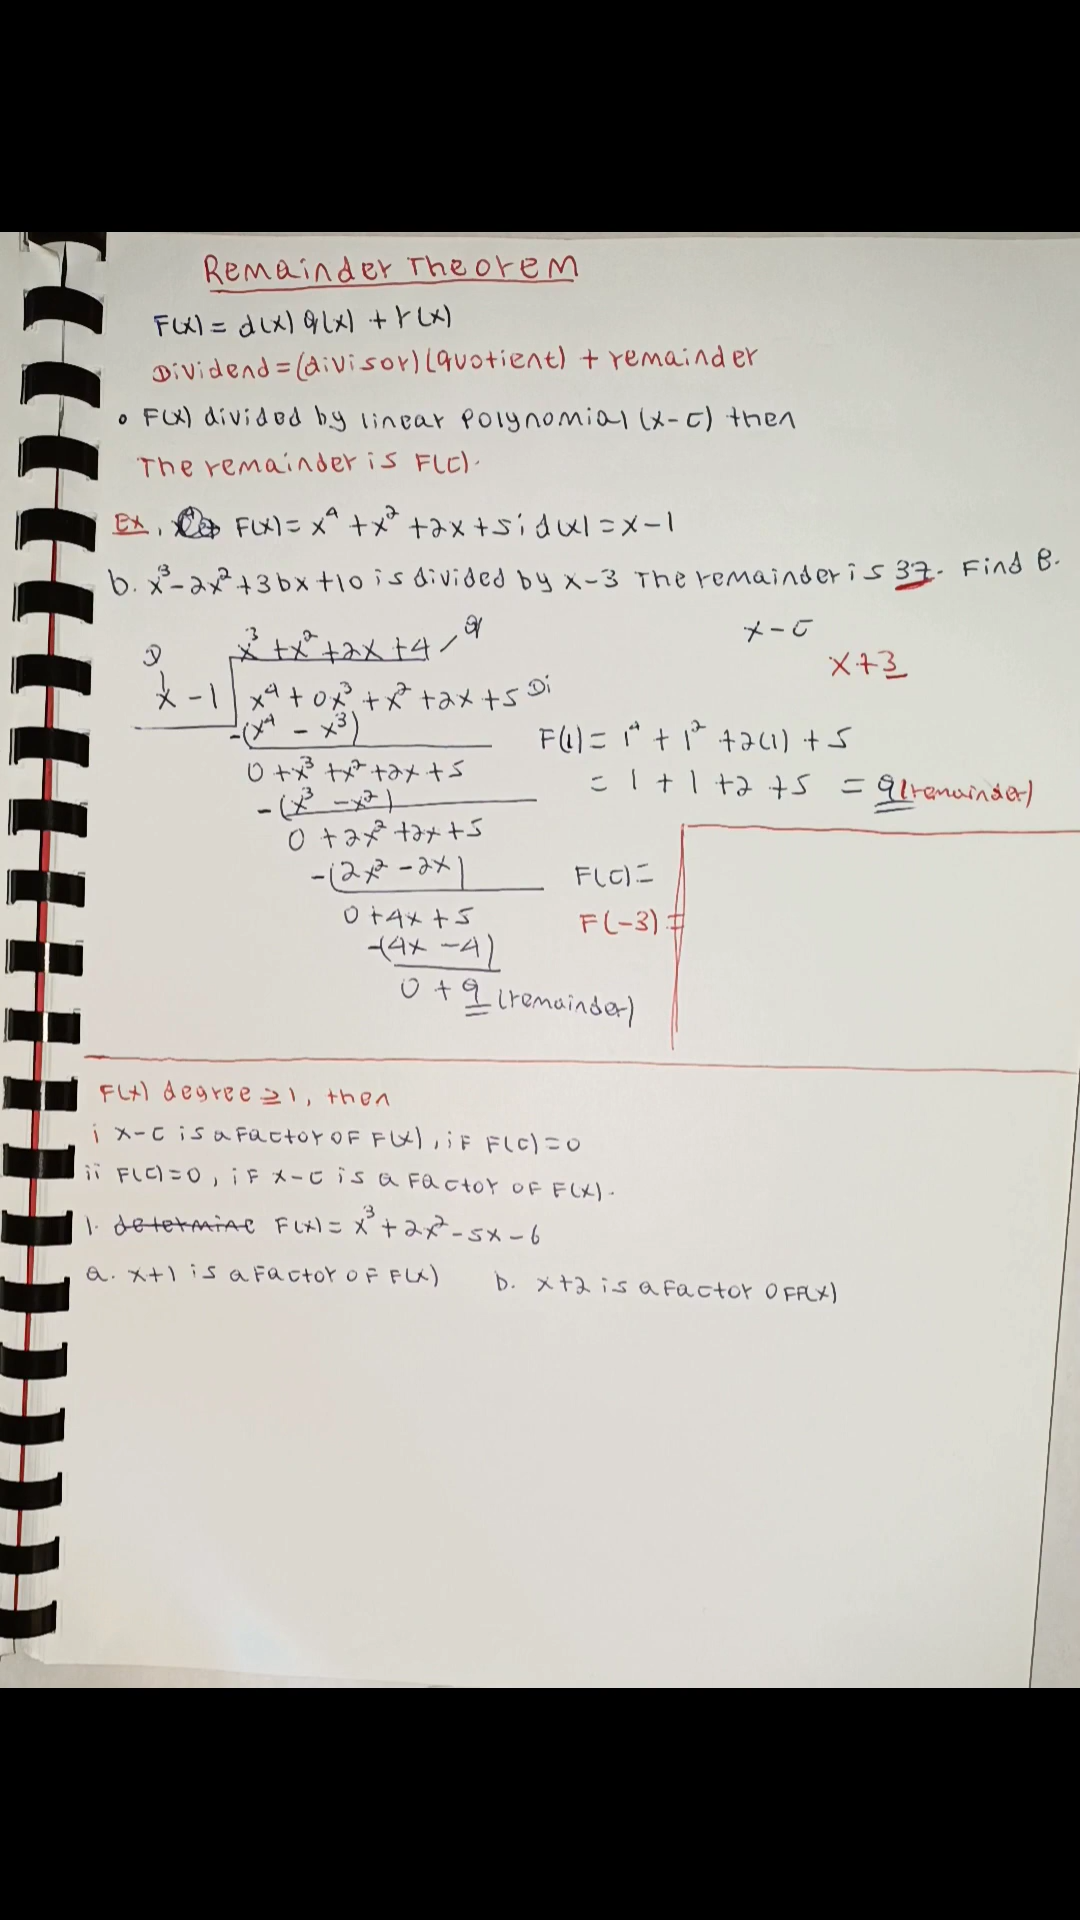 Remainder Theorem
F(x) = d(x) q(x) + r(x)
Dividend = (divisor) (quotient) + remainder
• F(x) divided by linear polynomial (x-c) then
The remainder is F(c).
Ex, F(x) = x⁴ + x² + 2x + 5 ; d(x) = x - 1
b. x³ - 2x² + 3bx + 10 is divided by x - 3 The remainder is 37. Find B.
x - c
x + 3
x³ + x² + 2x + 4
x - 1 x⁴ + 0x³ + x² + 2x + 5 Di
-(x⁴ - x³)
0 + x³ + x² + 2x + 5
-(x³ - x²)
0 + 2x² + 2x + 5
-(2x² - 2x)
0 + 4x + 5
-(4x - 4)
0 + 9 (remainder)
F(1) = 1⁴ + 1² + 2(1) + 5
= 1 + 1 + 2 + 5 = 9 (remainder)
F(c) =
F(-3) =
F(x) degree ≥ 1, then
i x - c is a factor of F(x), if F(c) = 0
ii F(c) = 0, if x - c is a factor of F(x).
1. determine F(x) = x³ + 2x² - 5x - 6
a. x + 1 is a factor of F(x) b. x + 2 is a factor of F(x)